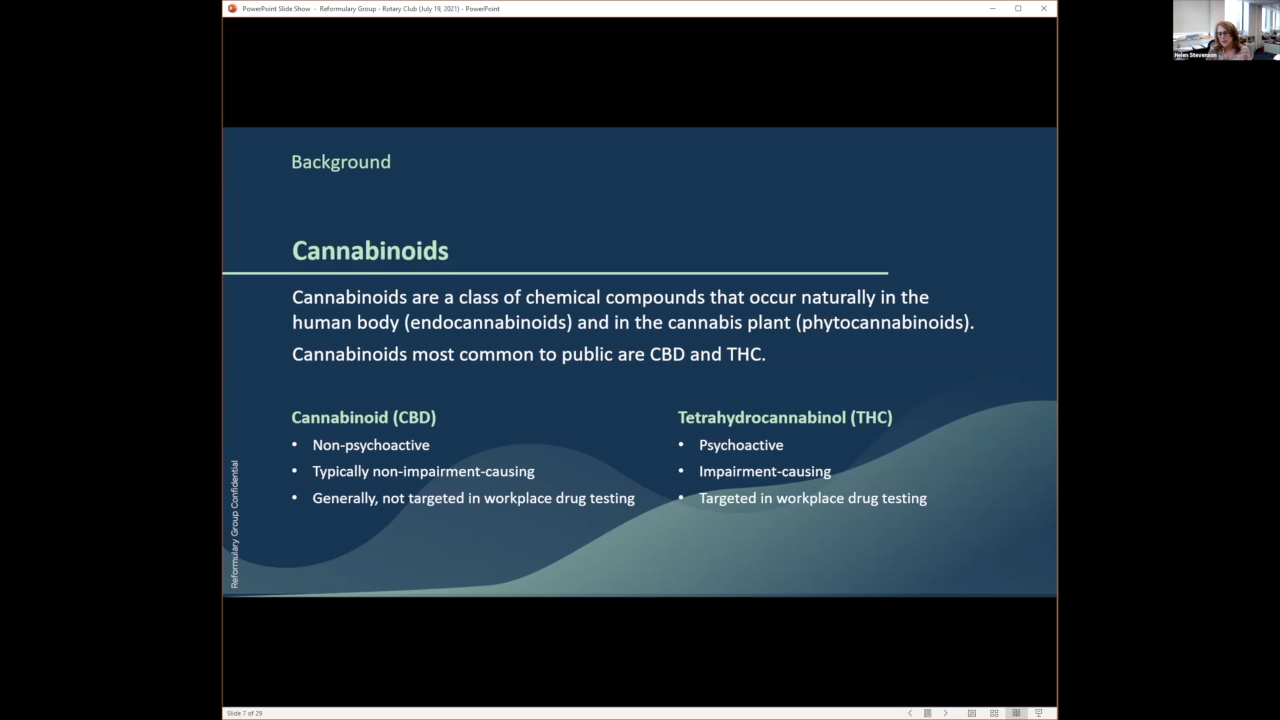 PowerPoint Slide Show - Reformulary Group - Rotary Club (July 19, 2021) - PowerPoint
Helen Stevenson
Background
Cannabinoids
Cannabinoids are a class of chemical compounds that occur naturally in the
human body (endocannabinoids) and in the cannabis plant (phytocannabinoids).
Cannabinoids most common to public are CBD and THC.
Cannabinoid (CBD)
• Non-psychoactive
• Typically non-impairment-causing
• Generally, not targeted in workplace drug testing
Tetrahydrocannabinol (THC)
• Psychoactive
• Impairment-causing
• Targeted in workplace drug testing
Reformulary Group Confidential
Slide 7 of 29